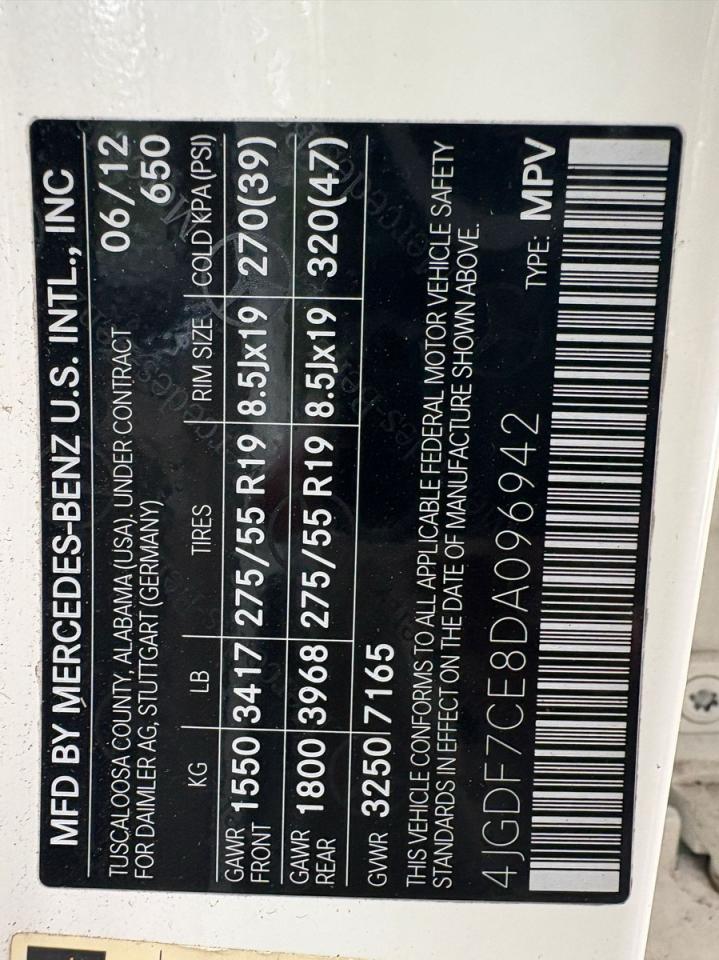 MFD BY MERCEDES-BENZ U.S. INTL., INC
TUSCALOOSA COUNTY, ALABAMA (USA), UNDER CONTRACT 06/12
FOR DAIMLER AG, STUTTGART (GERMANY) 650
KG LB TIRES RIM SIZE COLD KPA(PSI)
GAWR FRONT 1550 3417 275/55 R19 8.5Jx19 270(39)
GAWR REAR 1800 3968 275/55 R19 8.5Jx19 320(47)
GVWR 3250 7165
THIS VEHICLE CONFORMS TO ALL APPLICABLE FEDERAL MOTOR VEHICLE SAFETY
STANDARDS IN EFFECT ON THE DATE OF MANUFACTURE SHOWN ABOVE.
4JGDF7CE8DA096942 TYPE: MPV